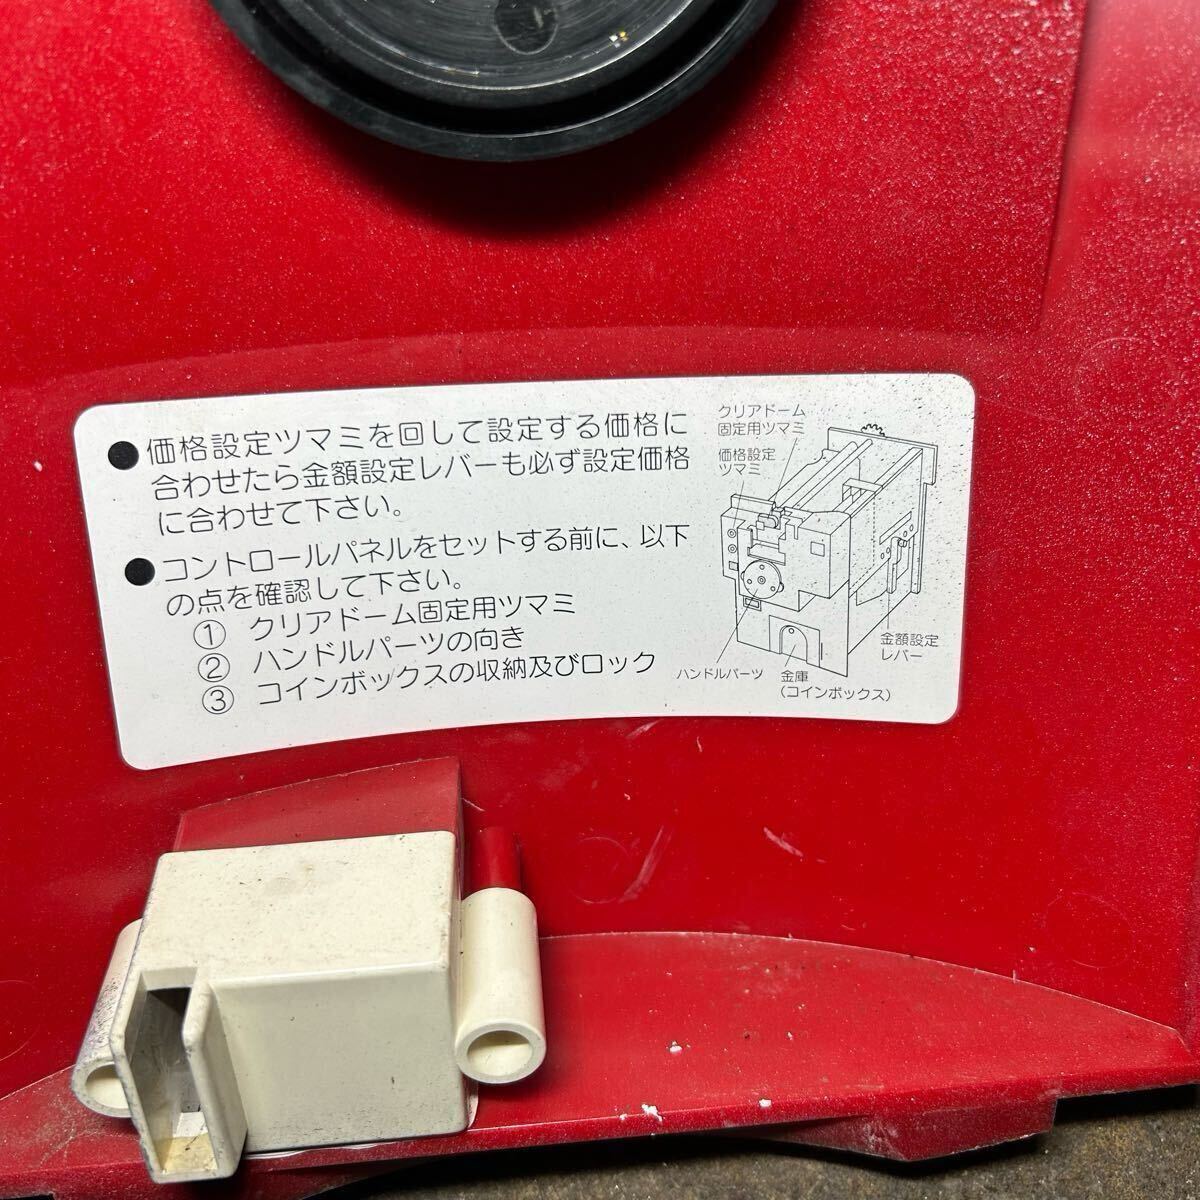 ●価格設定ツマミを回して設定する価格に
合わせたら金額設定レバーも必ず設定価格
に合わせて下さい。
●コントロールパネルをセットする前に、以下
の点を確認して下さい。
① クリアドーム固定用ツマミ
② ハンドルパーツの向き
③ コインボックスの収納及びロック
クリアドーム
固定用ツマミ
価格設定
ツマミ
金額設定
レバー
ハンドルパーツ
金庫
(コインボックス)